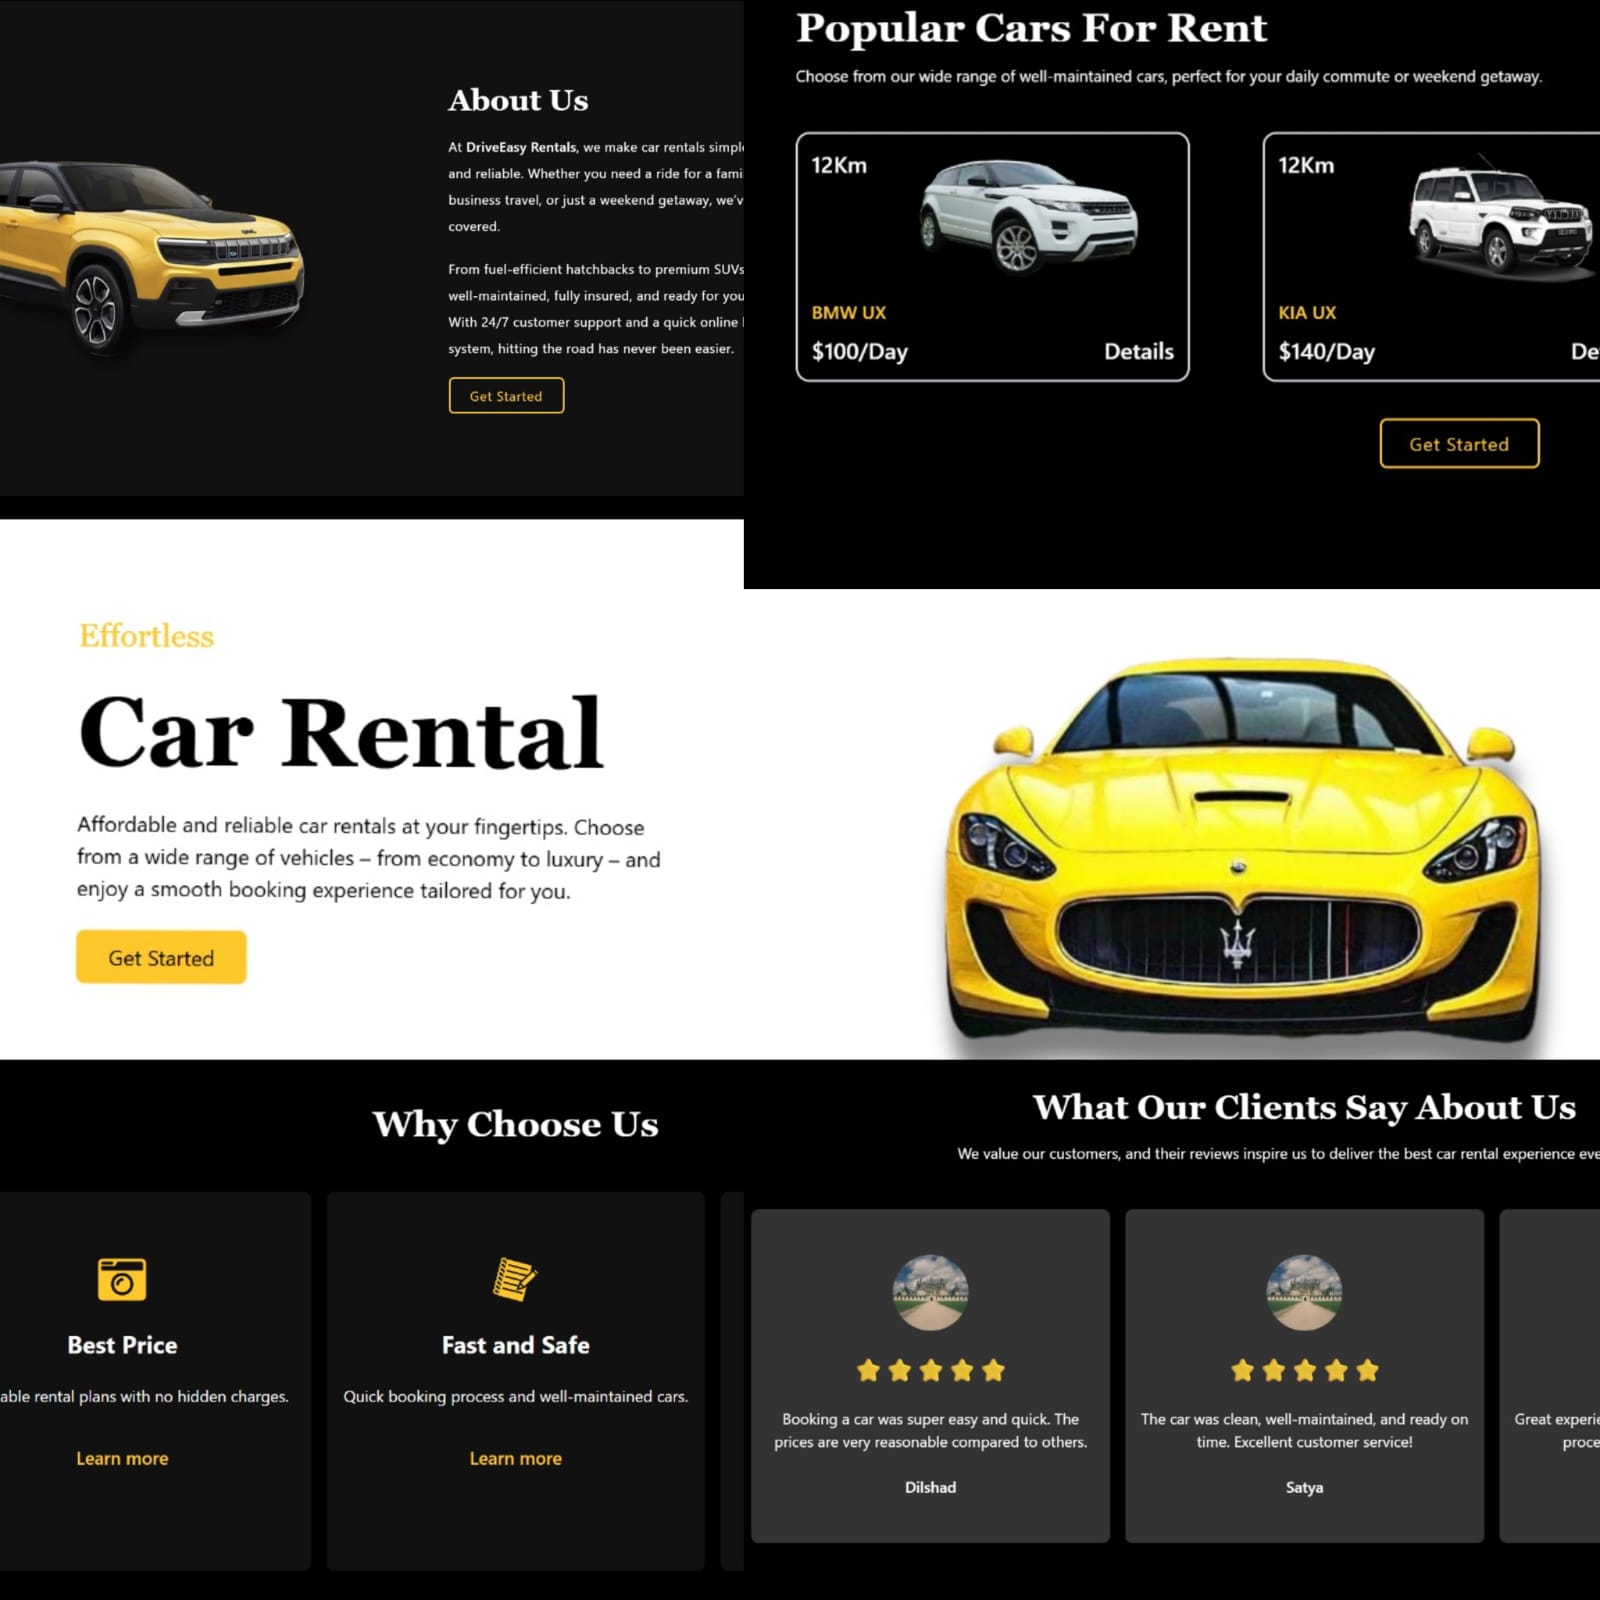 About Us
At DriveEasy Rentals, we make car rentals simpl
and reliable. Whether you need a ride for a fami
business travel, or just a weekend getaway, we'v
covered.
From fuel-efficient hatchbacks to premium SUVs
well-maintained, fully insured, and ready for you
With 24/7 customer support and a quick online
system, hitting the road has never been easier.
Get Started
Popular Cars For Rent
Choose from our wide range of well-maintained cars, perfect for your daily commute or weekend getaway.
12Km
BMW UX
$100/Day Details
12Km
KIA UX
$140/Day De
Get Started
Effortless
Car Rental
Affordable and reliable car rentals at your fingertips. Choose
from a wide range of vehicles – from economy to luxury – and
enjoy a smooth booking experience tailored for you.
Get Started
Why Choose Us
Best Price
able rental plans with no hidden charges.
Learn more
Fast and Safe
Quick booking process and well-maintained cars.
Learn more
What Our Clients Say About Us
We value our customers, and their reviews inspire us to deliver the best car rental experience eve
Booking a car was super easy and quick. The
prices are very reasonable compared to others.
Dilshad
The car was clean, well-maintained, and ready on
time. Excellent customer service!
Satya
Great experie
proce